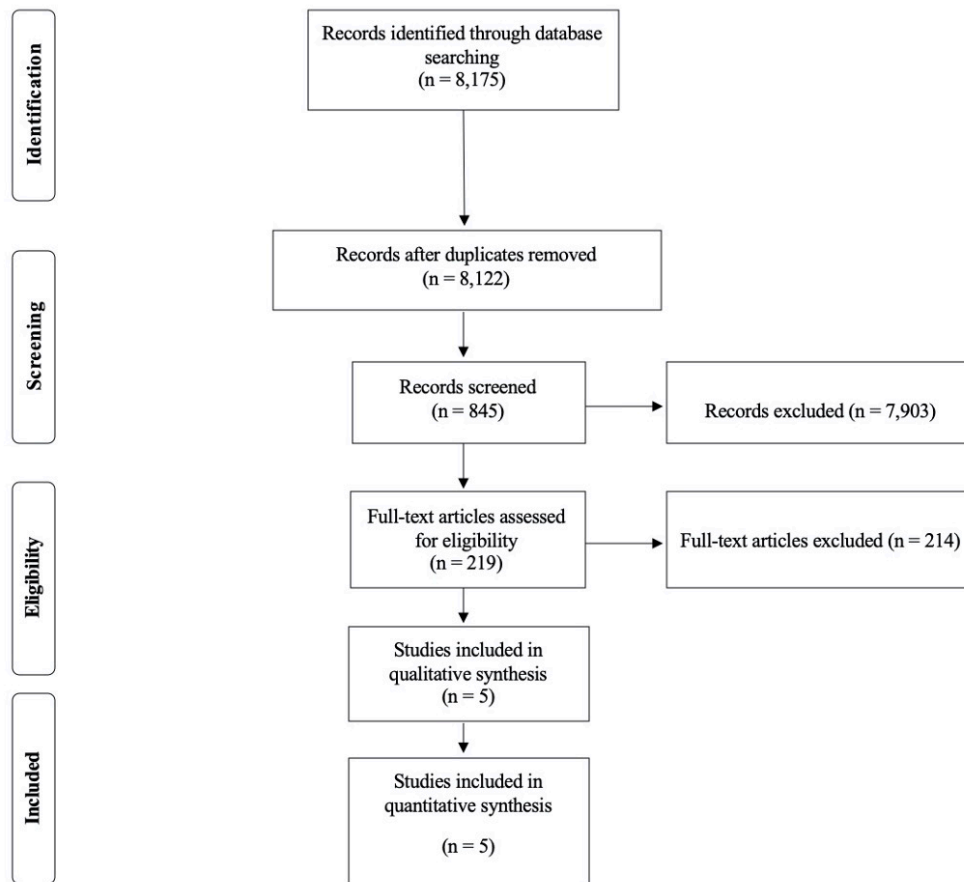 Identification
Records identified through database
searching
(n = 8,175)
Screening
Records after duplicates removed
(n = 8,122)
Records screened
(n = 845)
Records excluded (n = 7,903)
Eligibility
Full-text articles assessed
for eligibility
(n = 219)
Full-text articles excluded (n = 214)
Studies included in
qualitative synthesis
(n = 5)
Included
Studies included in
quantitative synthesis
(n = 5)